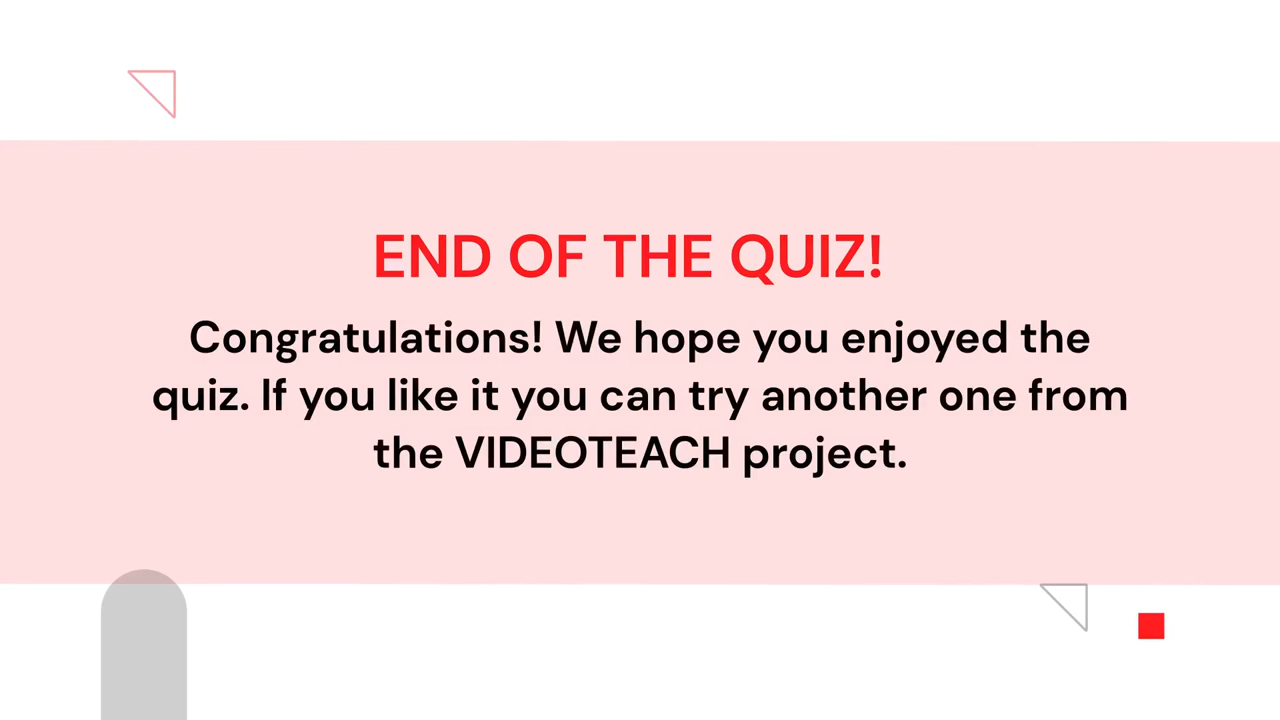 END OF THE QUIZ!
Congratulations! We hope you enjoyed the
quiz. If you like it you can try another one from
the VIDEOTEACH project.